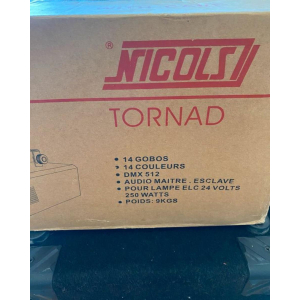 ® NICOLS
TORNAD
• 14 GOBOS
• 14 COULEURS
• DMX 512
• AUDIO MAITRE . ESCLAVE
• POUR LAMPE ELC 24 VOLTS
250 WATTS
• POIDS: 9KGS